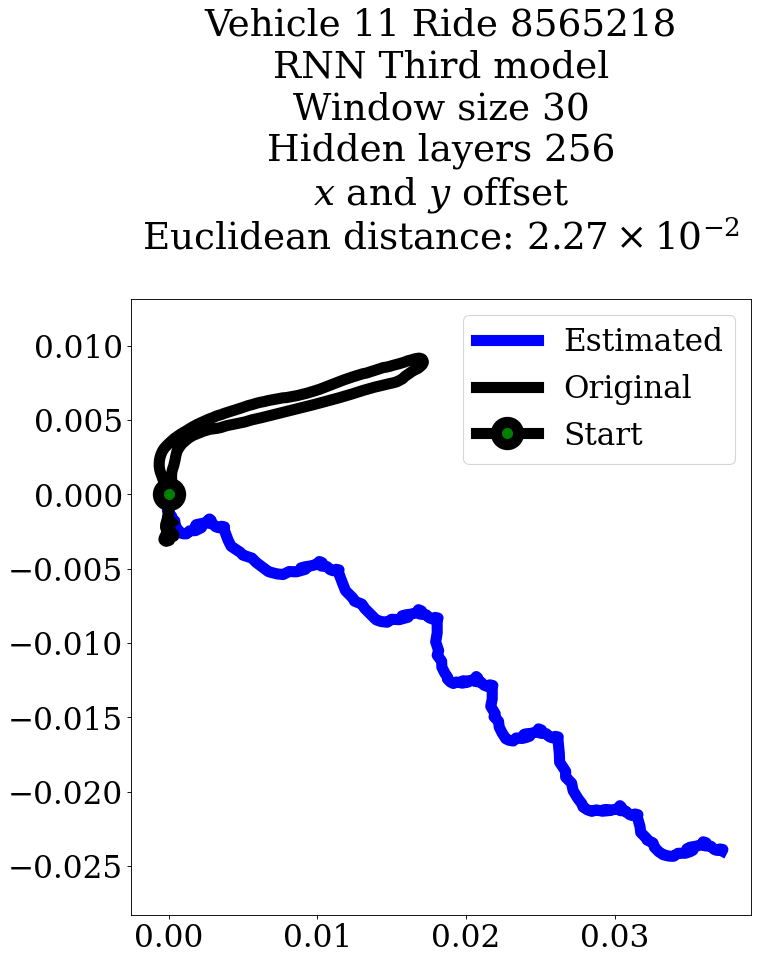 Vehicle 11 Ride 8565218
RNN Third model
Window size 30
Hidden layers 256
x and y offset
Euclidean distance: 2.27 × 10⁻²
Estimated
Original
Start
0.010
0.005
0.000
−0.005
−0.010
−0.015
−0.020
−0.025
0.00 0.01 0.02 0.03